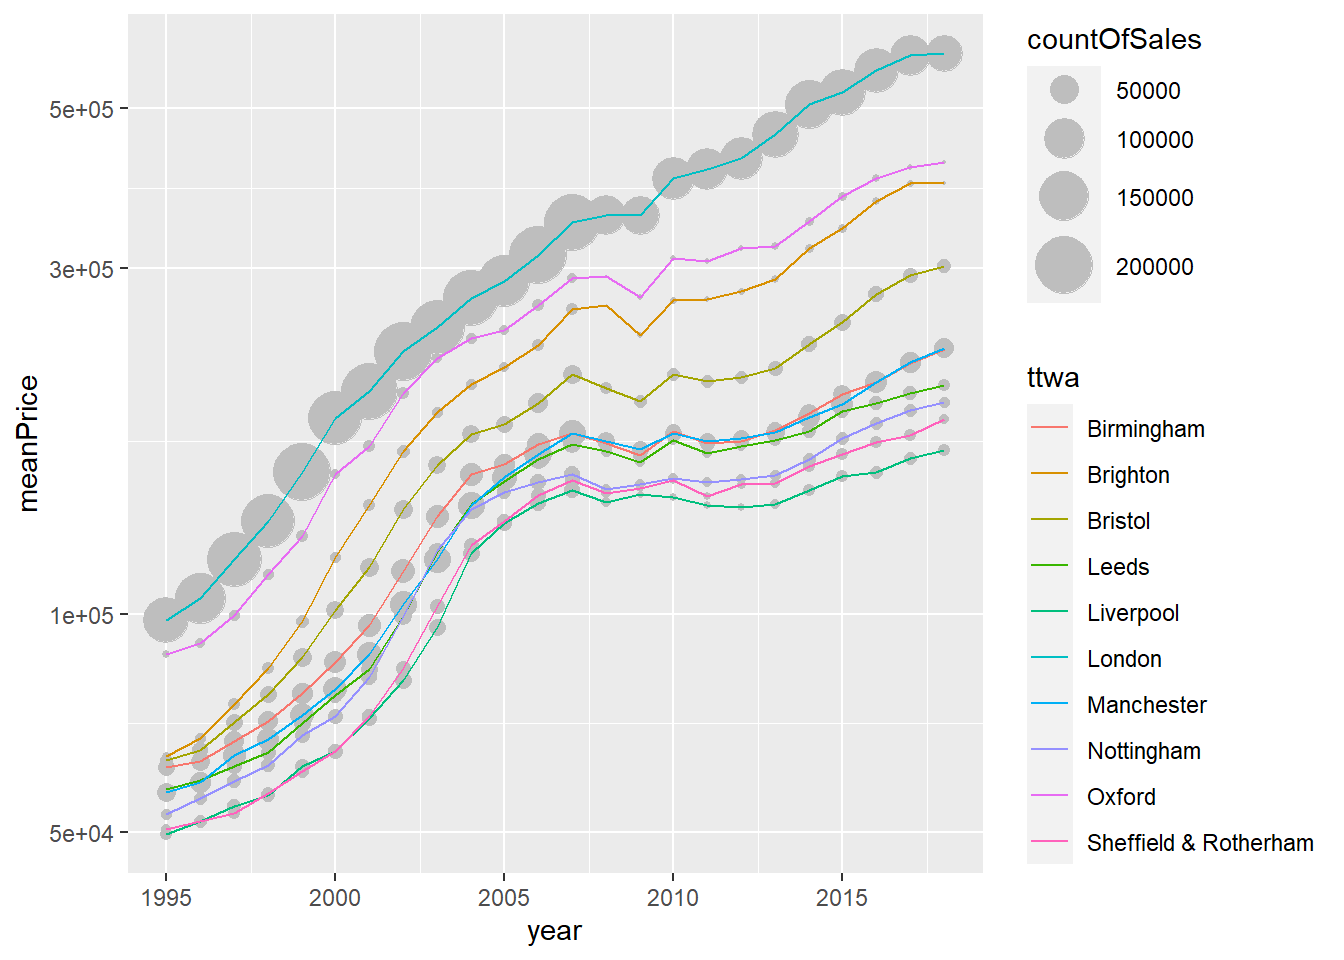 meanPrice
5e+05
3e+05
1e+05
5e+04
1995
2000
2005
2010
2015
year
countOfSales
50000
100000
150000
200000
ttwa
Birmingham
Brighton
Bristol
Leeds
Liverpool
London
Manchester
Nottingham
Oxford
Sheffield & Rotherham